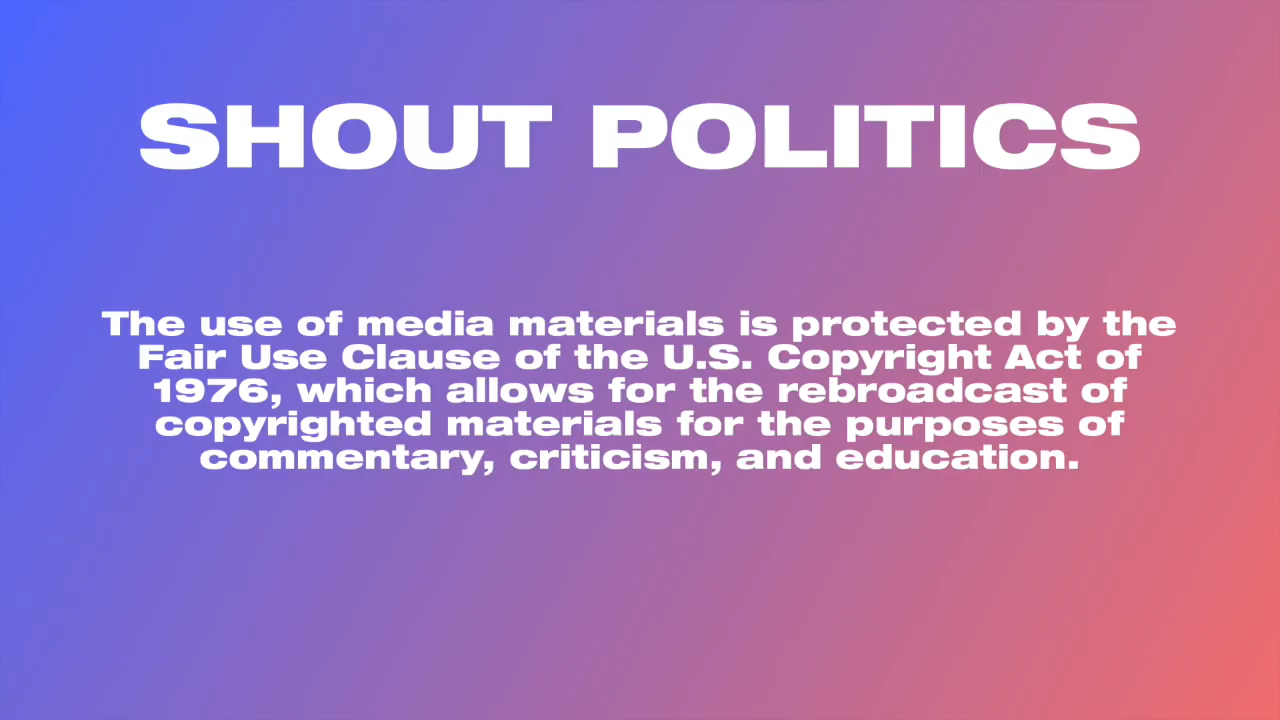 SHOUT POLITICS
The use of media materials is protected by the
Fair Use Clause of the U.S. Copyright Act of
1976, which allows for the rebroadcast of
copyrighted materials for the purposes of
commentary, criticism, and education.